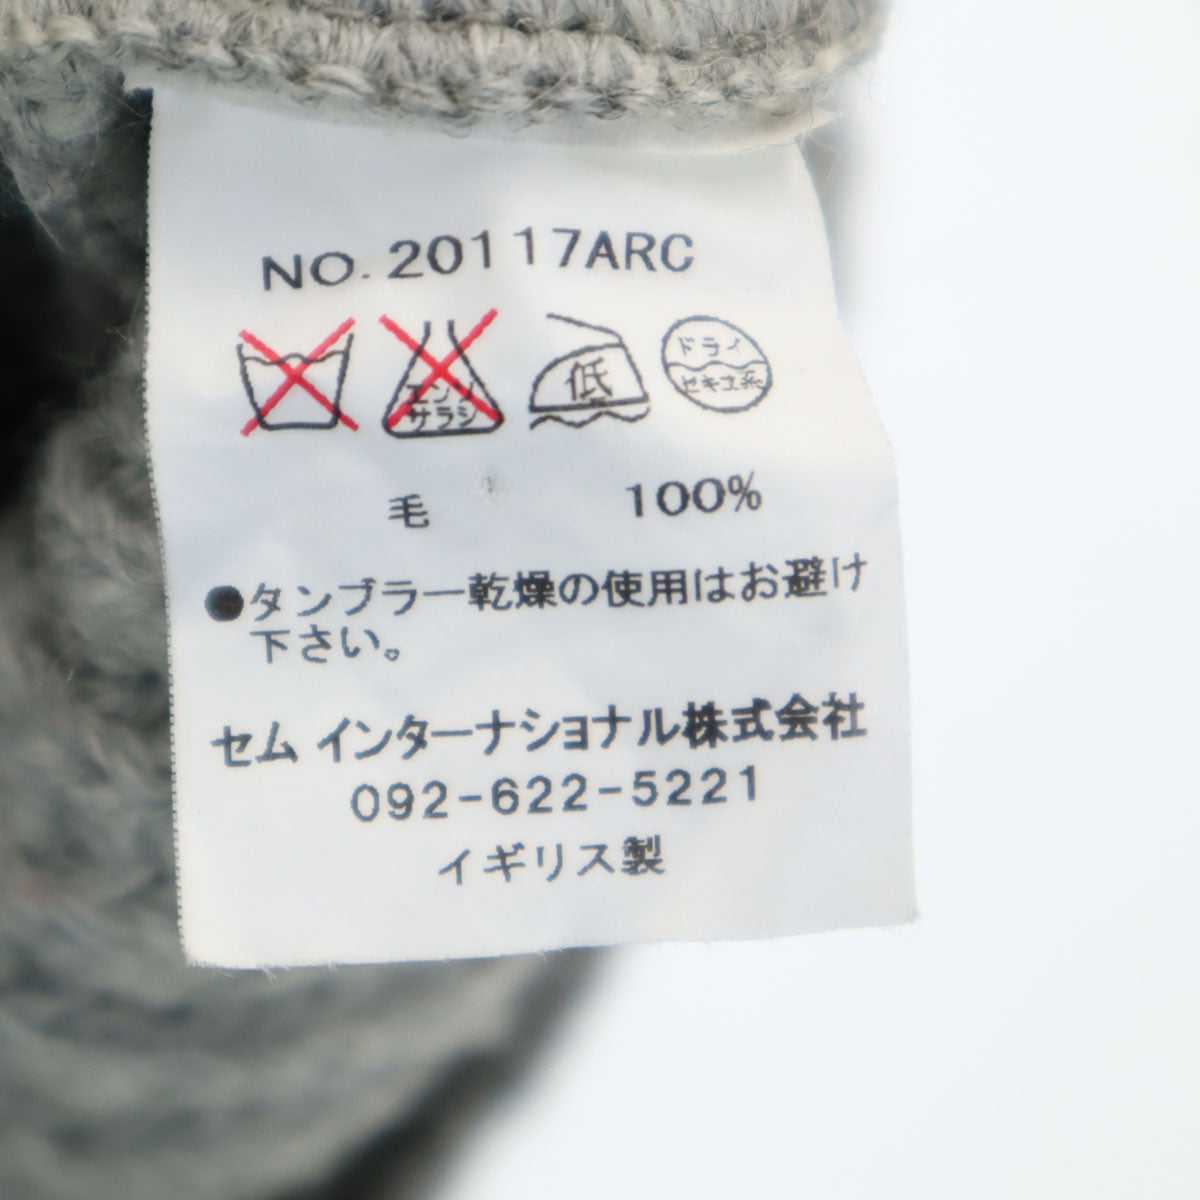 NO. 20117ARC
エンソ
サラシ
低
ドライ
セキユ系
毛 100%
●タンブラー乾燥の使用はお避け
下さい。
セム インターナショナル株式会社
092-622-5221
イギリス製